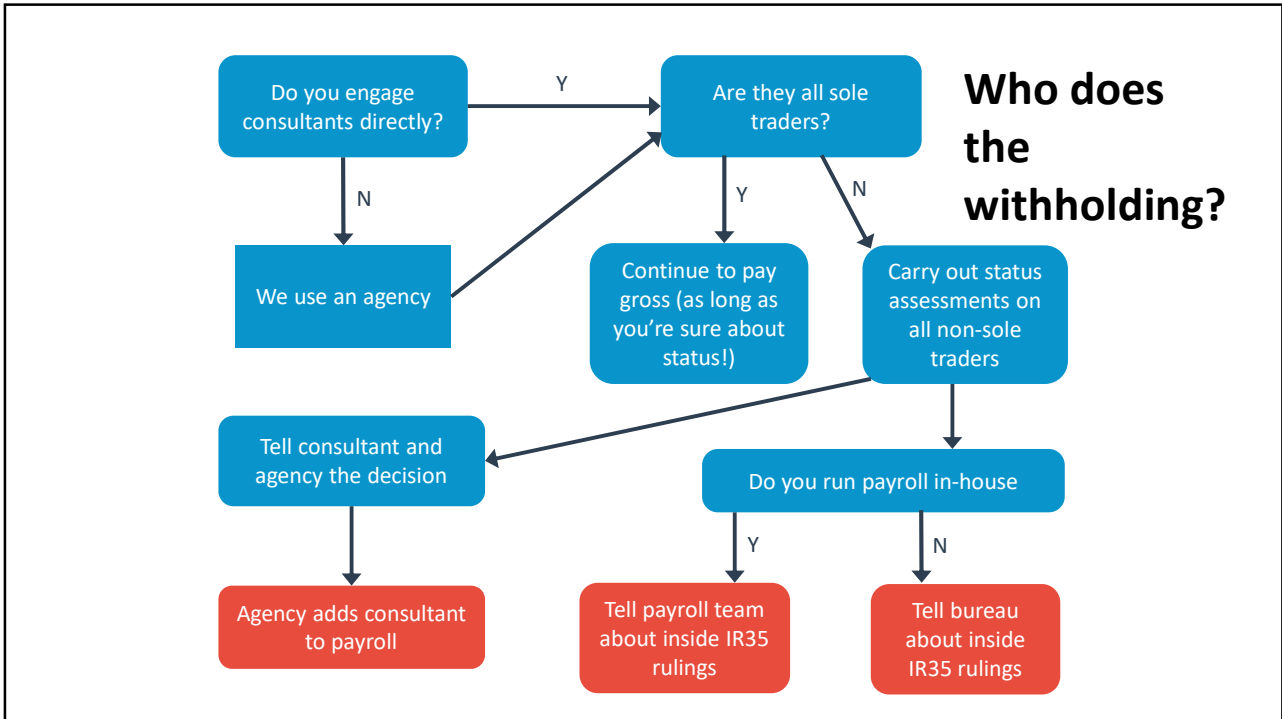 Do you engage
consultants directly?
Y
Are they all sole
traders?
Who does
the
withholding?
N
Y
N
We use an agency
Continue to pay
gross (as long as
you’re sure about
status!)
Carry out status
assessments on
all non-sole
traders
Tell consultant and
agency the decision
Do you run payroll in-house
Y
N
Agency adds consultant
to payroll
Tell payroll team
about inside IR35
rulings
Tell bureau
about inside
IR35 rulings